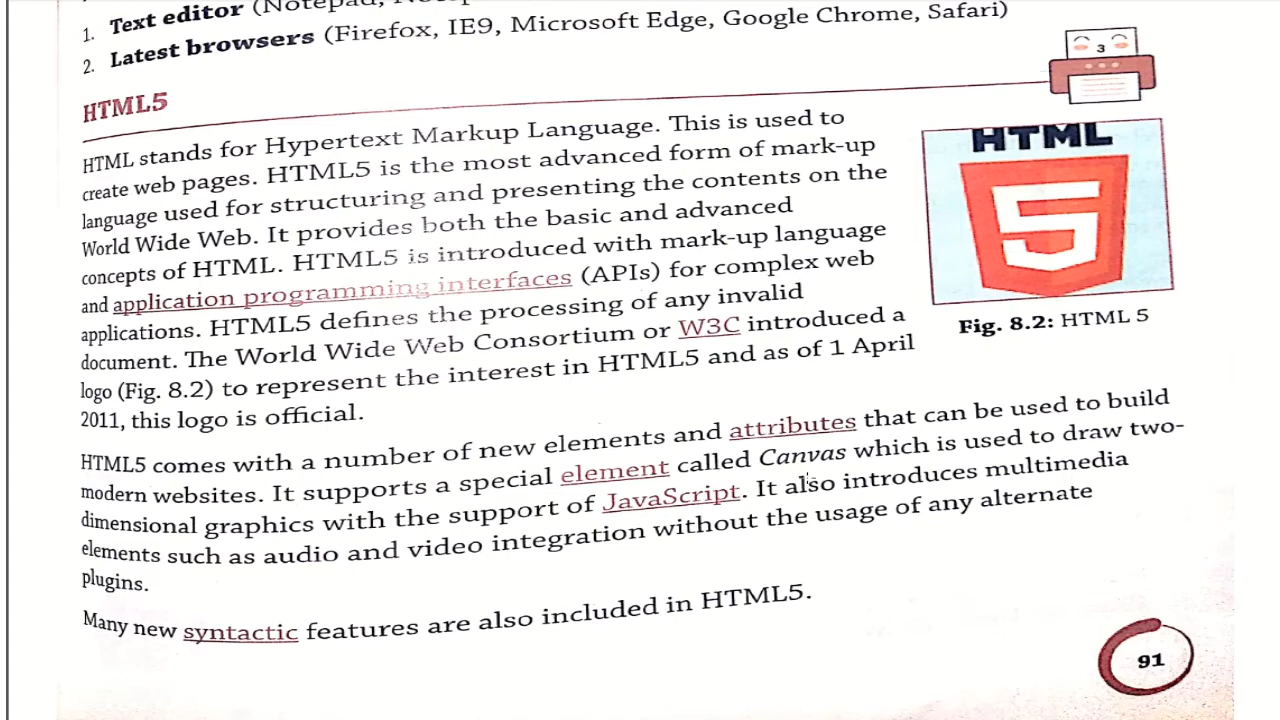 1. Text editor (Notepad,
2. Latest browsers (Firefox, IE9, Microsoft Edge, Google Chrome, Safari)
3
HTML5
HTML stands for Hypertext Markup Language. This is used to
create web pages. HTML5 is the most advanced form of mark-up
language used for structuring and presenting the contents on the
World Wide Web. It provides both the basic and advanced
concepts of HTML. HTML5 is introduced with mark-up language
and application programming interfaces (APIs) for complex web
applications. HTML5 defines the processing of any invalid
document. The World Wide Web Consortium or W3C introduced a
logo (Fig. 8.2) to represent the interest in HTML5 and as of 1 April
2011, this logo is official.
HTML
5
Fig. 8.2: HTML 5
HTML5 comes with a number of new elements and attributes that can be used to build
modern websites. It supports a special element called Canvas which is used to draw two-
dimensional graphics with the support of JavaScript. It also introduces multimedia
elements such as audio and video integration without the usage of any alternate
plugins.
Many new syntactic features are also included in HTML5.
91